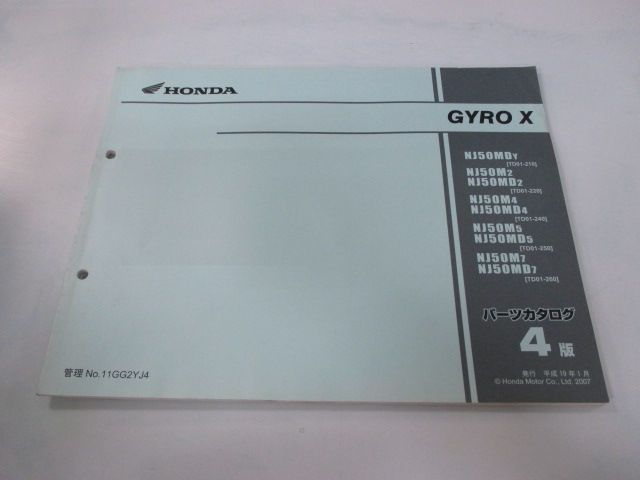 HONDA
GYRO X
NJ50MDY
[TD01-210]
NJ50M2
NJ50MD2
[TD01-220]
NJ50M4
NJ50MD4
[TD01-240]
NJ50M5
NJ50MD5
[TD01-250]
NJ50M7
NJ50MD7
[TD01-260]
パーツカタログ
4版
管理 No.11GG2YJ4
発行 平成19年1月
© Honda Motor Co., Ltd. 2007